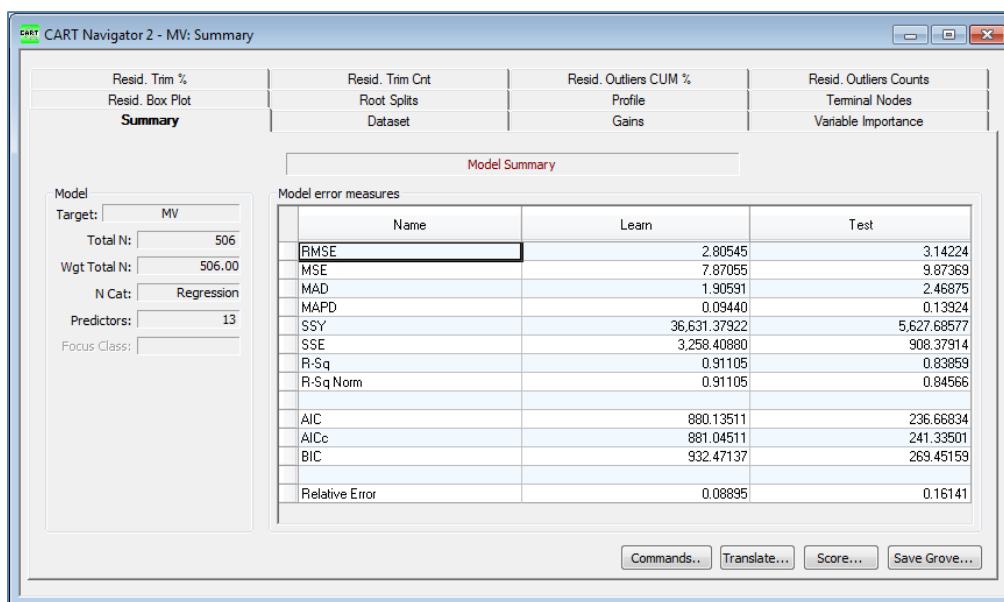 CART CART Navigator 2 - MV: Summary
Resid. Trim % Resid. Trim Cnt Resid. Outliers CUM % Resid. Outliers Counts
Resid. Box Plot Root Splits Profile Terminal Nodes
Summary Dataset Gains Variable Importance
Model Summary
Model Model error measures
Target: MV
Total N: 506
Wgt Total N: 506.00
N Cat: Regression
Predictors: 13
Focus Class:
Name Learn Test
RMSE 2.80545 3.14224
MSE 7.87055 9.87369
MAD 1.90591 2.46875
MAPD 0.09440 0.13924
SSY 36,631.37922 5,627.68577
SSE 3,258.40880 908.37914
R-Sq 0.91105 0.83859
R-Sq Norm 0.91105 0.84566
AIC 880.13511 236.66834
AICc 881.04511 241.33501
BIC 932.47137 269.45159
Relative Error 0.08895 0.16141
Commands.. Translate... Score... Save Grove...